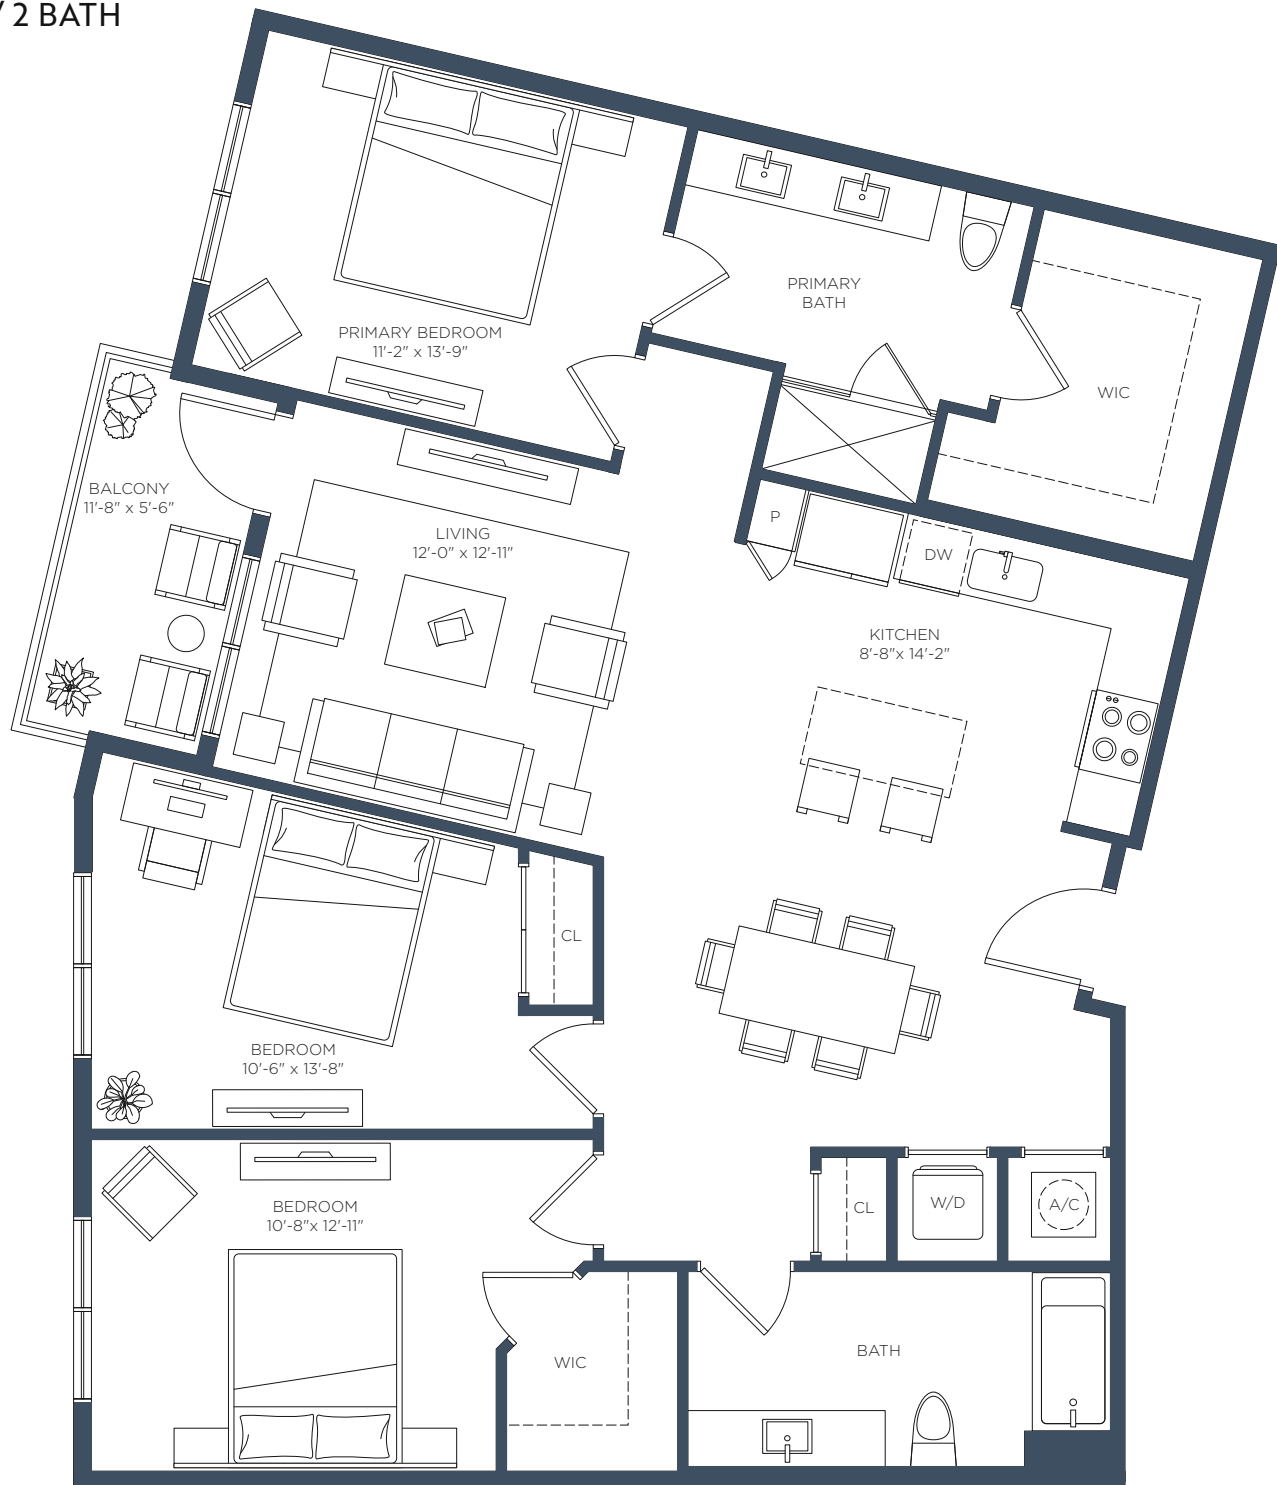 / 2 BATH
PRIMARY
BATH
PRIMARY BEDROOM
11'-2" x 13'-9"
WIC
BALCONY
11'-8" x 5'-6"
LIVING
12'-0" x 12'-11"
P
DW
KITCHEN
8'-8"x 14'-2"
CL
BEDROOM
10'-6" x 13'-8"
BEDROOM
10'-8"x 12'-11"
CL
W/D
A/C
WIC
BATH